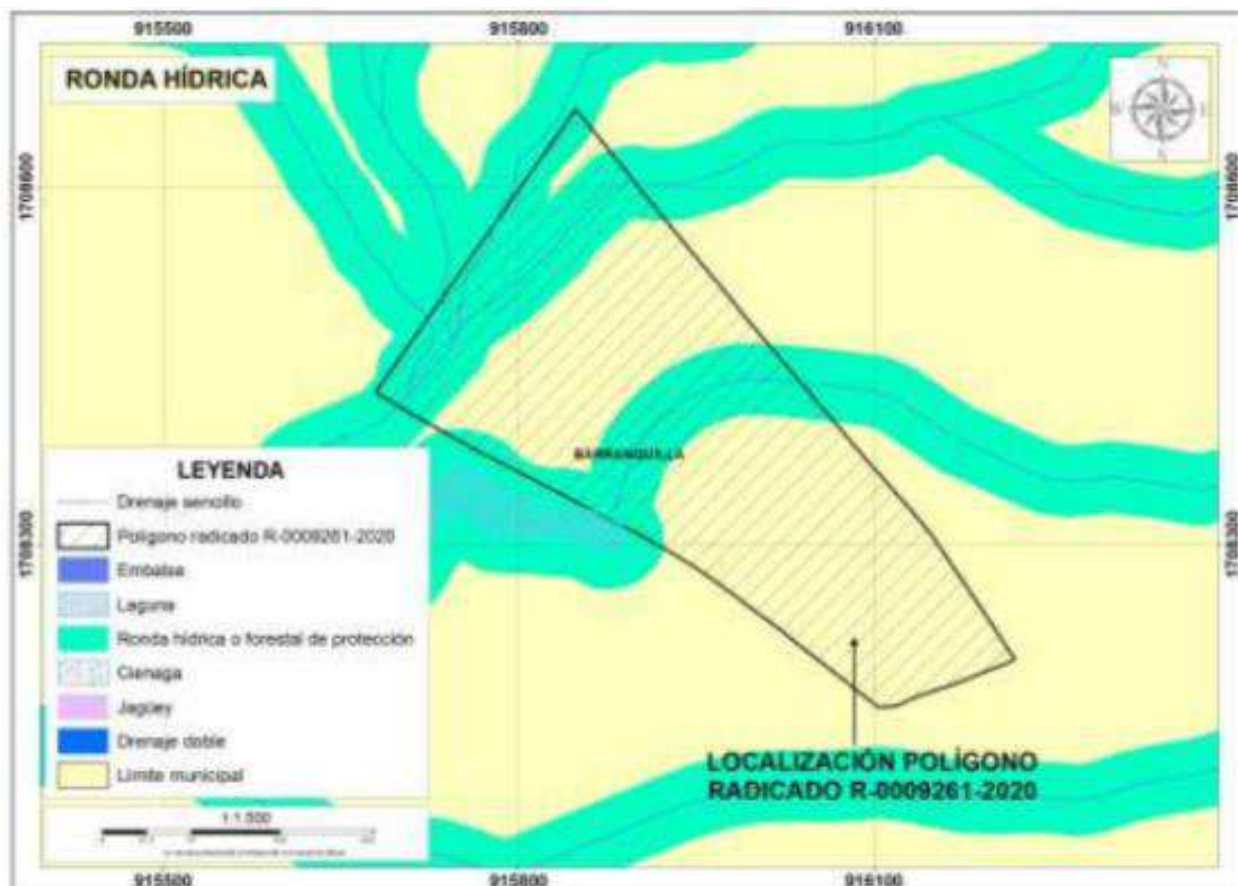 915500 915800 916100
RONDA HÍDRICA
N
1708600 1708600
BARRANQUILLA
LEYENDA
Drenaje sencillo
Polígono radicado R-0009261-2020
Embalse
Laguna
Ronda hídrica o forestal de protección
Cienaga
Jagüey
Drenaje doble
Límite municipal
1708300 1708300
LOCALIZACIÓN POLÍGONO
RADICADO R-0009261-2020
1:1.500
915500 915800 916100